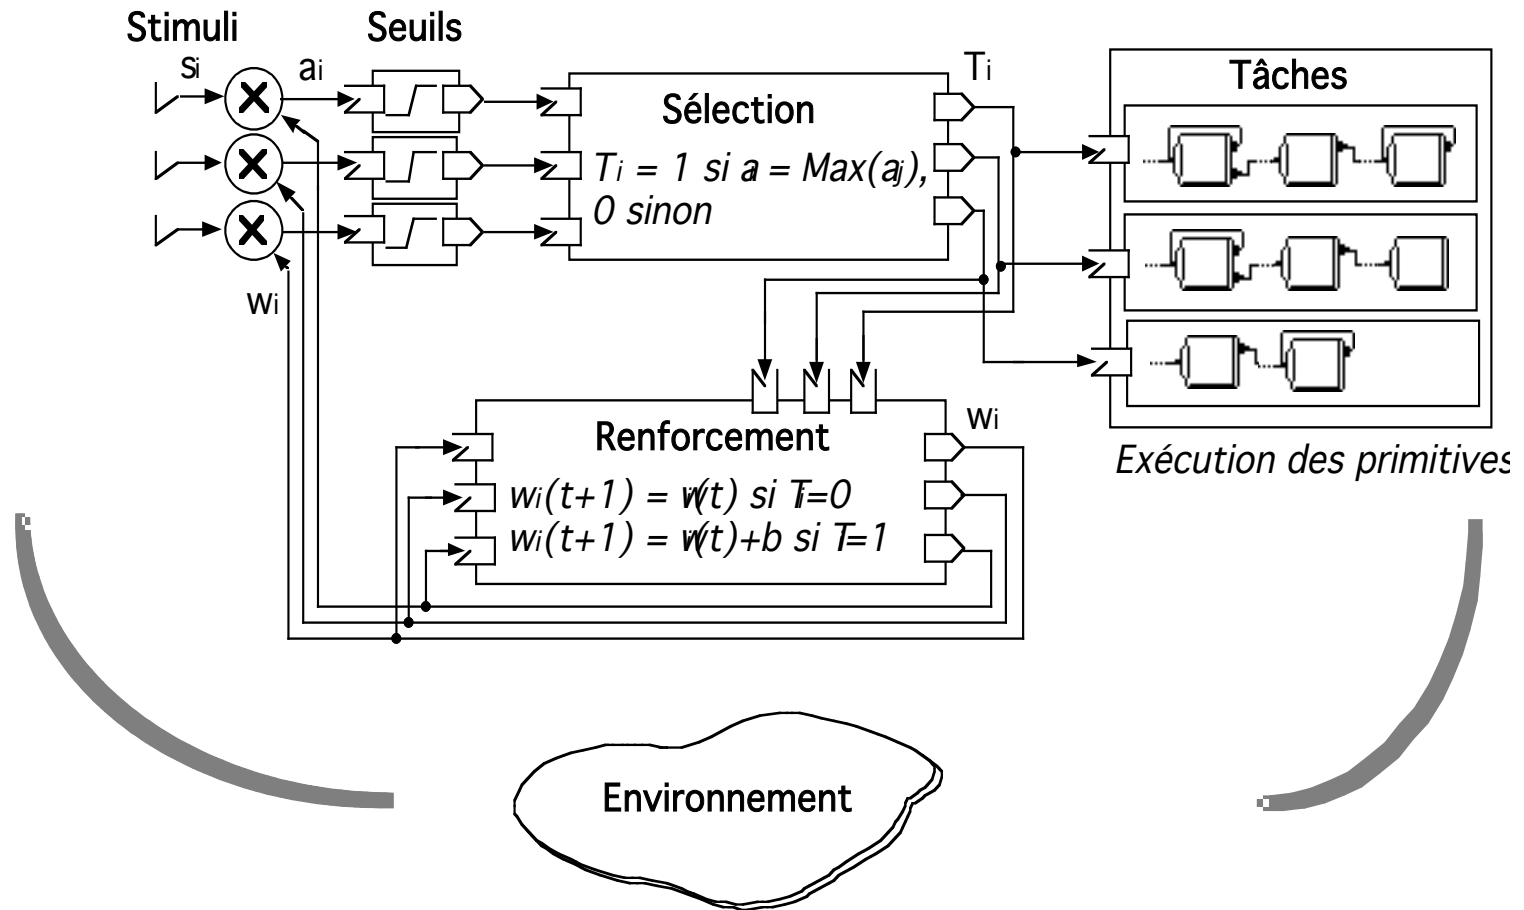 Stimuli
Seuils
si
ai
Ti
Tâches
Sélection
Ti = 1 si ai = Max(aj),
0 sinon
wi
wi
Renforcement
Exécution des primitives
wi(t+1) = wi(t) si Ti=0
wi(t+1) = wi(t)+b si Ti=1
Environnement